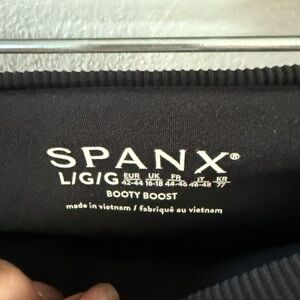 SPANX®
L/G/G EUR 42-44 UK 16-18 FR 44-46 IT 46-48 KR 77
BOOTY BOOST
made in vietnam / fabriqué au vietnam